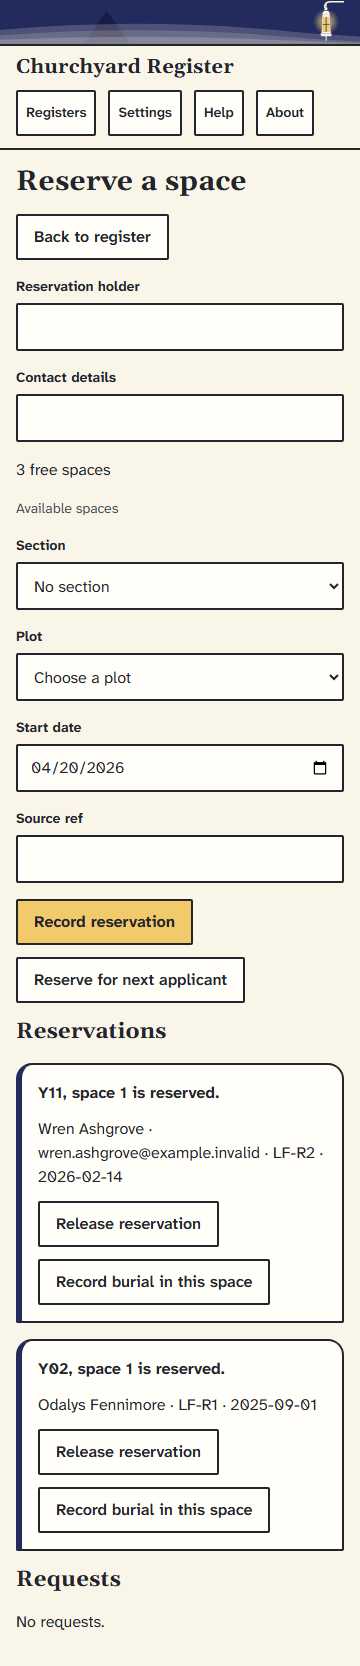 Churchyard Register
Registers
Settings
Help
About
Reserve a space
Back to register
Reservation holder
Contact details
3 free spaces
Available spaces
Section
No section
Plot
Choose a plot
Start date
04/20/2026
Source ref
Record reservation
Reserve for next applicant
Reservations
Y11, space 1 is reserved.
Wren Ashgrove ·
wren.ashgrove@example.invalid · LF-R2 ·
2026-02-14
Release reservation
Record burial in this space
Y02, space 1 is reserved.
Odalys Fennimore · LF-R1 · 2025-09-01
Release reservation
Record burial in this space
Requests
No requests.